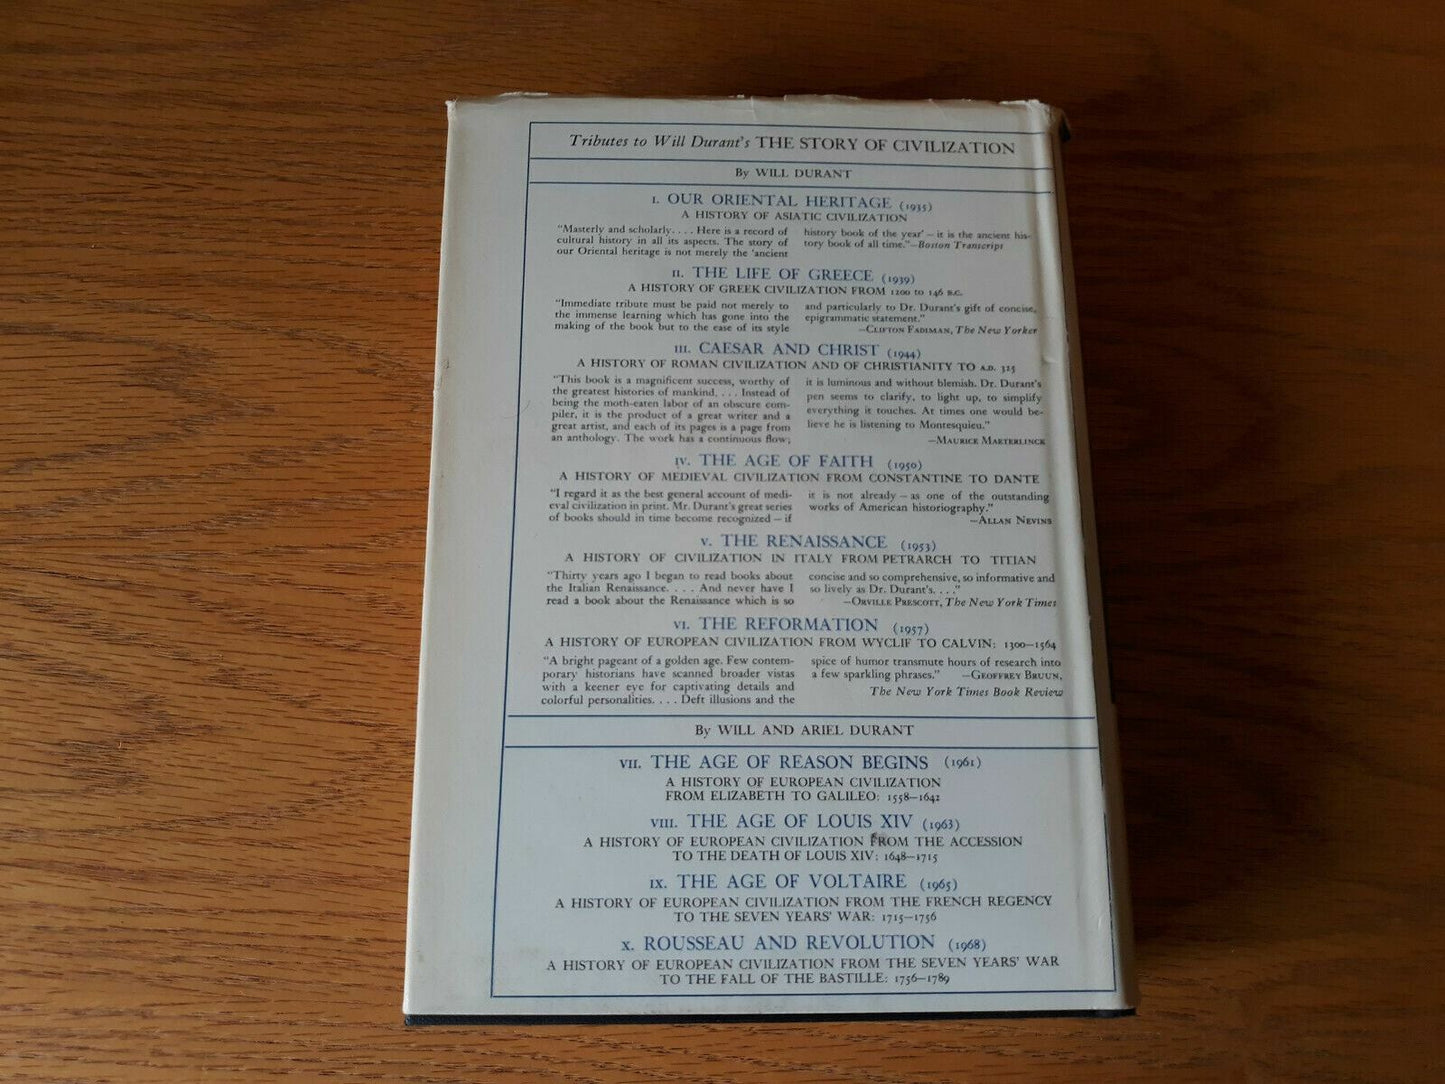 Tributes to Will Durant's THE STORY OF CIVILIZATION
By WILL DURANT
I. OUR ORIENTAL HERITAGE (1935)
A HISTORY OF ASIATIC CIVILIZATION
"Masterly and scholarly. . . . Here is a record of
cultural history in all its aspects. The story of
our Oriental heritage is not merely the 'ancient
history book of the year' – it is the ancient his-
tory book of all time."—Boston Transcript
II. THE LIFE OF GREECE (1939)
A HISTORY OF GREEK CIVILIZATION FROM 1200 to 146 B.C.
"Immediate tribute must be paid not merely to
the immense learning which has gone into the
making of the book but to the ease of its style
and particularly to Dr. Durant's gift of concise,
epigrammatic statement."
—CLIFTON FADIMAN, The New Yorker
III. CAESAR AND CHRIST (1944)
A HISTORY OF ROMAN CIVILIZATION AND OF CHRISTIANITY TO A.D. 325
"This book is a magnificent success, worthy of
the greatest histories of mankind. . . . Instead of
being the moth-eaten labor of an obscure com-
piler, it is the product of a great writer and a
great artist, and each of its pages is a page from
an anthology. The work has a continuous flow;
it is luminous and without blemish. Dr. Durant's
pen seems to clarify, to light up, to simplify
everything it touches. At times one would be-
lieve he is listening to Montesquieu."
—MAURICE MAETERLINCK
IV. THE AGE OF FAITH (1950)
A HISTORY OF MEDIEVAL CIVILIZATION FROM CONSTANTINE TO DANTE
"I regard it as the best general account of medi-
eval civilization in print. Mr. Durant's great series
of books should in time become recognized – if
it is not already – as one of the outstanding
works of American historiography."
—ALLAN NEVINS
V. THE RENAISSANCE (1953)
A HISTORY OF CIVILIZATION IN ITALY FROM PETRARCH TO TITIAN
"Thirty years ago I began to read books about
the Italian Renaissance. . . . And never have I
read a book about the Renaissance which is so
concise and so comprehensive, so informative and
so lively as Dr. Durant's. . . ."
—ORVILLE PRESCOTT, The New York Times
VI. THE REFORMATION (1957)
A HISTORY OF EUROPEAN CIVILIZATION FROM WYCLIF TO CALVIN: 1300–1564
"A bright pageant of a golden age. Few contem-
porary historians have scanned broader vistas
with a keener eye for captivating details and
colorful personalities. . . . Deft illusions and the
spice of humor transmute hours of research into
a few sparkling phrases." —GEOFFREY BRUUN,
The New York Times Book Review
By WILL AND ARIEL DURANT
VII. THE AGE OF REASON BEGINS (1961)
A HISTORY OF EUROPEAN CIVILIZATION
FROM ELIZABETH TO GALILEO: 1558–1642
VIII. THE AGE OF LOUIS XIV (1963)
A HISTORY OF EUROPEAN CIVILIZATION FROM THE ACCESSION
TO THE DEATH OF LOUIS XIV: 1648–1715
IX. THE AGE OF VOLTAIRE (1965)
A HISTORY OF EUROPEAN CIVILIZATION FROM THE FRENCH REGENCY
TO THE SEVEN YEARS' WAR: 1715–1756
X. ROUSSEAU AND REVOLUTION (1968)
A HISTORY OF EUROPEAN CIVILIZATION FROM THE SEVEN YEARS' WAR
TO THE FALL OF THE BASTILLE: 1756–1789